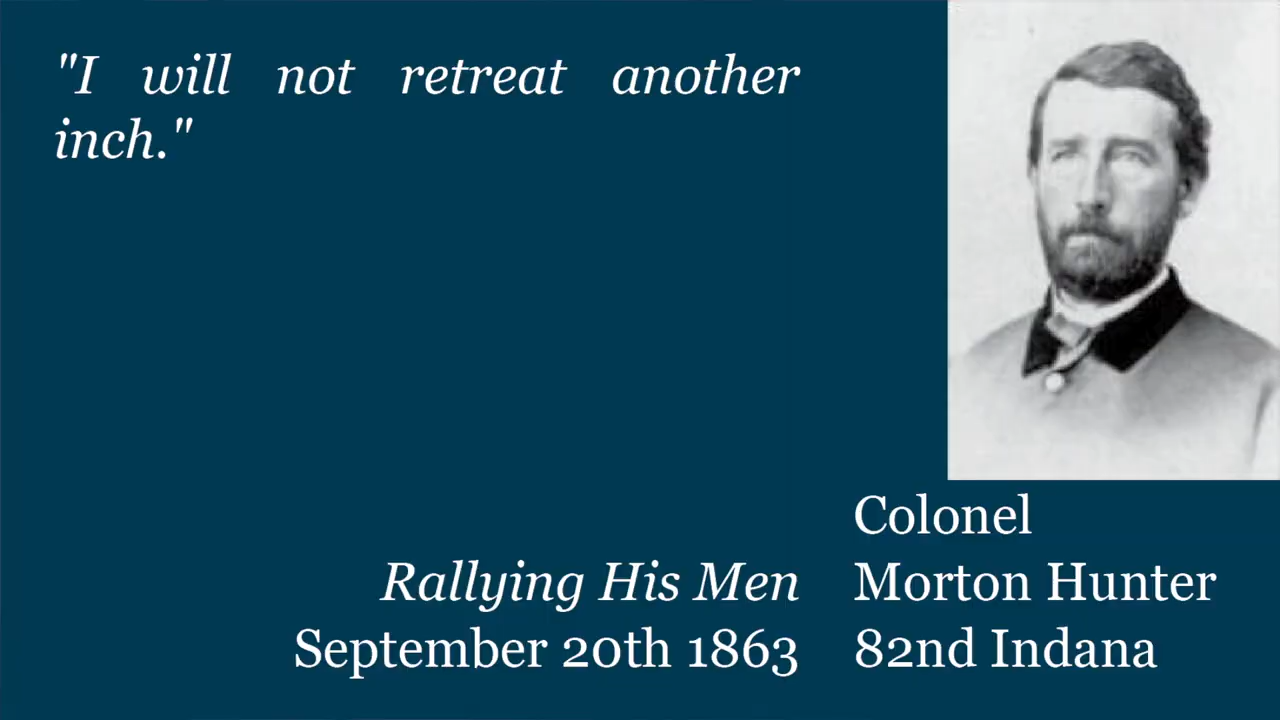 "I will not retreat another
inch."
Rallying His Men
September 20th 1863
Colonel
Morton Hunter
82nd Indana